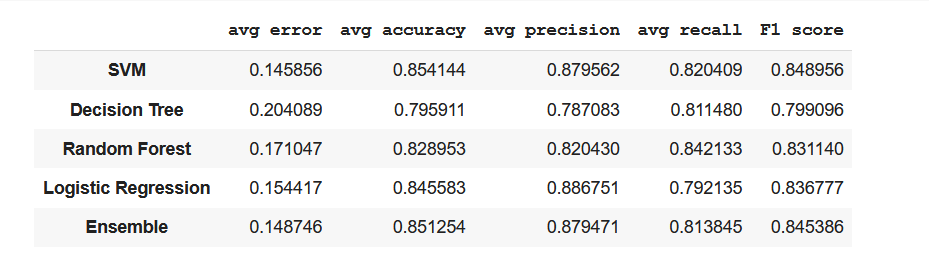 avg error avg accuracy avg precision avg recall F1 score
SVM 0.145856 0.854144 0.879562 0.820409 0.848956
Decision Tree 0.204089 0.795911 0.787083 0.811480 0.799096
Random Forest 0.171047 0.828953 0.820430 0.842133 0.831140
Logistic Regression 0.154417 0.845583 0.886751 0.792135 0.836777
Ensemble 0.148746 0.851254 0.879471 0.813845 0.845386